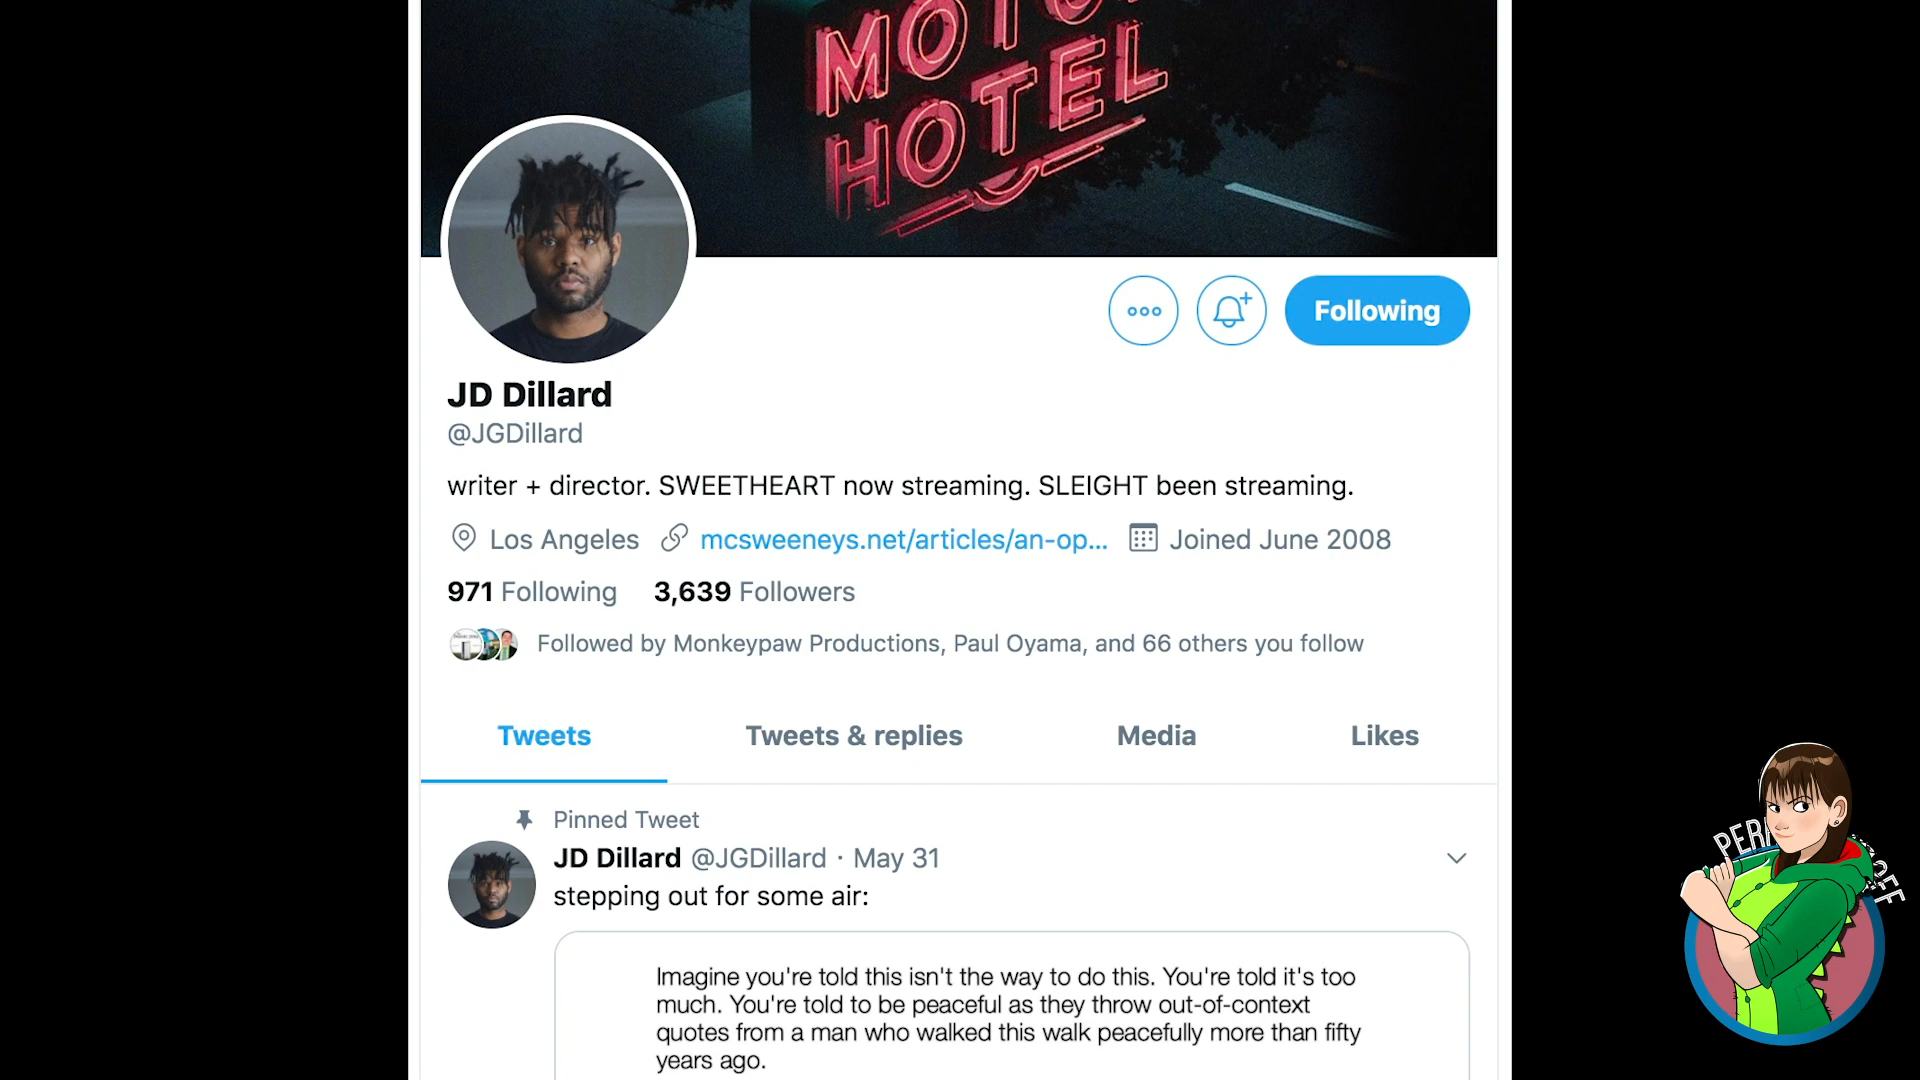 MOTO
HOTEL
Following
JD Dillard
@JGDillard
writer + director. SWEETHEART now streaming. SLEIGHT been streaming.
Los Angeles mcsweeneys.net/articles/an-op... Joined June 2008
971 Following 3,639 Followers
Followed by Monkeypaw Productions, Paul Oyama, and 66 others you follow
Tweets Tweets & replies Media Likes
Pinned Tweet
JD Dillard @JGDillard · May 31
stepping out for some air:
Imagine you're told this isn't the way to do this. You're told it's too
much. You're told to be peaceful as they throw out-of-context
quotes from a man who walked this walk peacefully more than fifty
years ago.